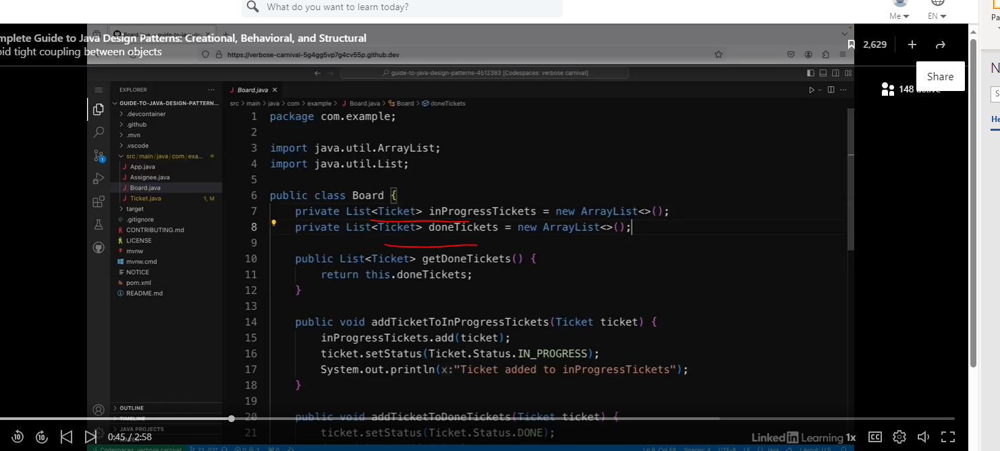 What do you want to learn today?
Me
EN
mplete Guide to Java Design Patterns: Creational, Behavioral, and Structural
oid tight coupling between objects
2,629
Share
148 active
https://verbose-carnival-5g4gg5vp7g4cv55p.github.dev
guide-to-java-design-patterns-4512383 [Codespaces: verbose carnival]
EXPLORER
GUIDE-TO-JAVA-DESIGN-PATTERN...
.devcontainer
.github
.mvn
.vscode
src/main/java/com/exa...
App.java
Assignee.java
Board.java
Ticket.java 1, M
target
.gitignore
CONTRIBUTING.md
LICENSE
mvnw
mvnw.cmd
NOTICE
pom.xml
README.md
OUTLINE
TIMELINE
JAVA PROJECTS
Board.java
src > main > java > com > example > Board.java > Board > doneTickets
1 package com.example;
2
3 import java.util.ArrayList;
4 import java.util.List;
5
6 public class Board {
7 private List<Ticket> inProgressTickets = new ArrayList<>();
8 private List<Ticket> doneTickets = new ArrayList<>();
9
10 public List<Ticket> getDoneTickets() {
11 return this.doneTickets;
12 }
13
14 public void addTicketToInProgressTickets(Ticket ticket) {
15 inProgressTickets.add(ticket);
16 ticket.setStatus(Ticket.Status.IN_PROGRESS);
17 System.out.println(x:"Ticket added to inProgressTickets");
18 }
19
20 public void addTicketToDoneTickets(Ticket ticket) {
21 ticket.setStatus(Ticket.Status.DONE);
0:45 / 2:58
LinkedIn Learning
1x
Codespaces: verbose carnival
Pa
N
S
He